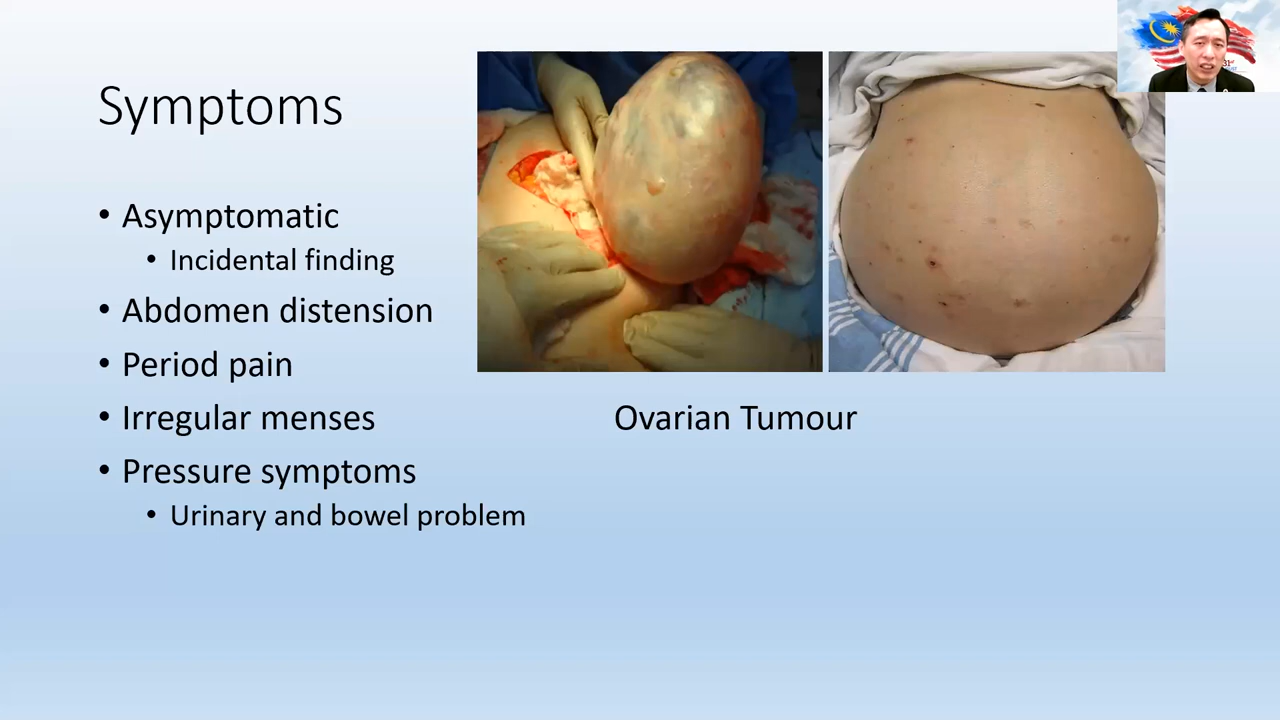 Symptoms
• Asymptomatic
• Incidental finding
• Abdomen distension
• Period pain
• Irregular menses
• Pressure symptoms
• Urinary and bowel problem
Ovarian Tumour